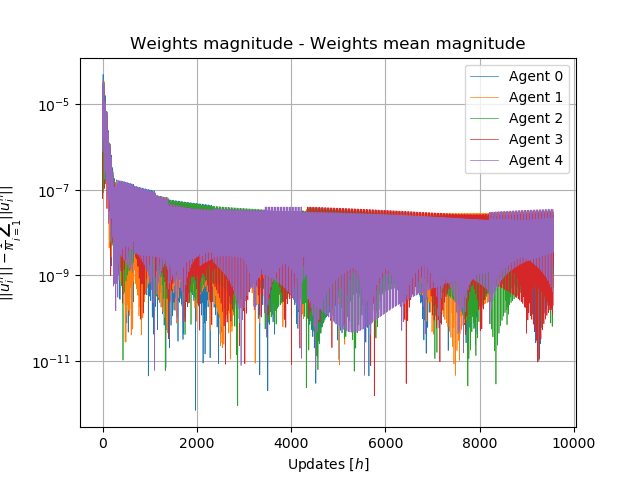 Weights magnitude - Weights mean magnitude
Agent 0
Agent 1
Agent 2
Agent 3
Agent 4
10⁻⁵
10⁻⁷
10⁻⁹
10⁻¹¹
0 2000 4000 6000 8000 10000
Updates [h]